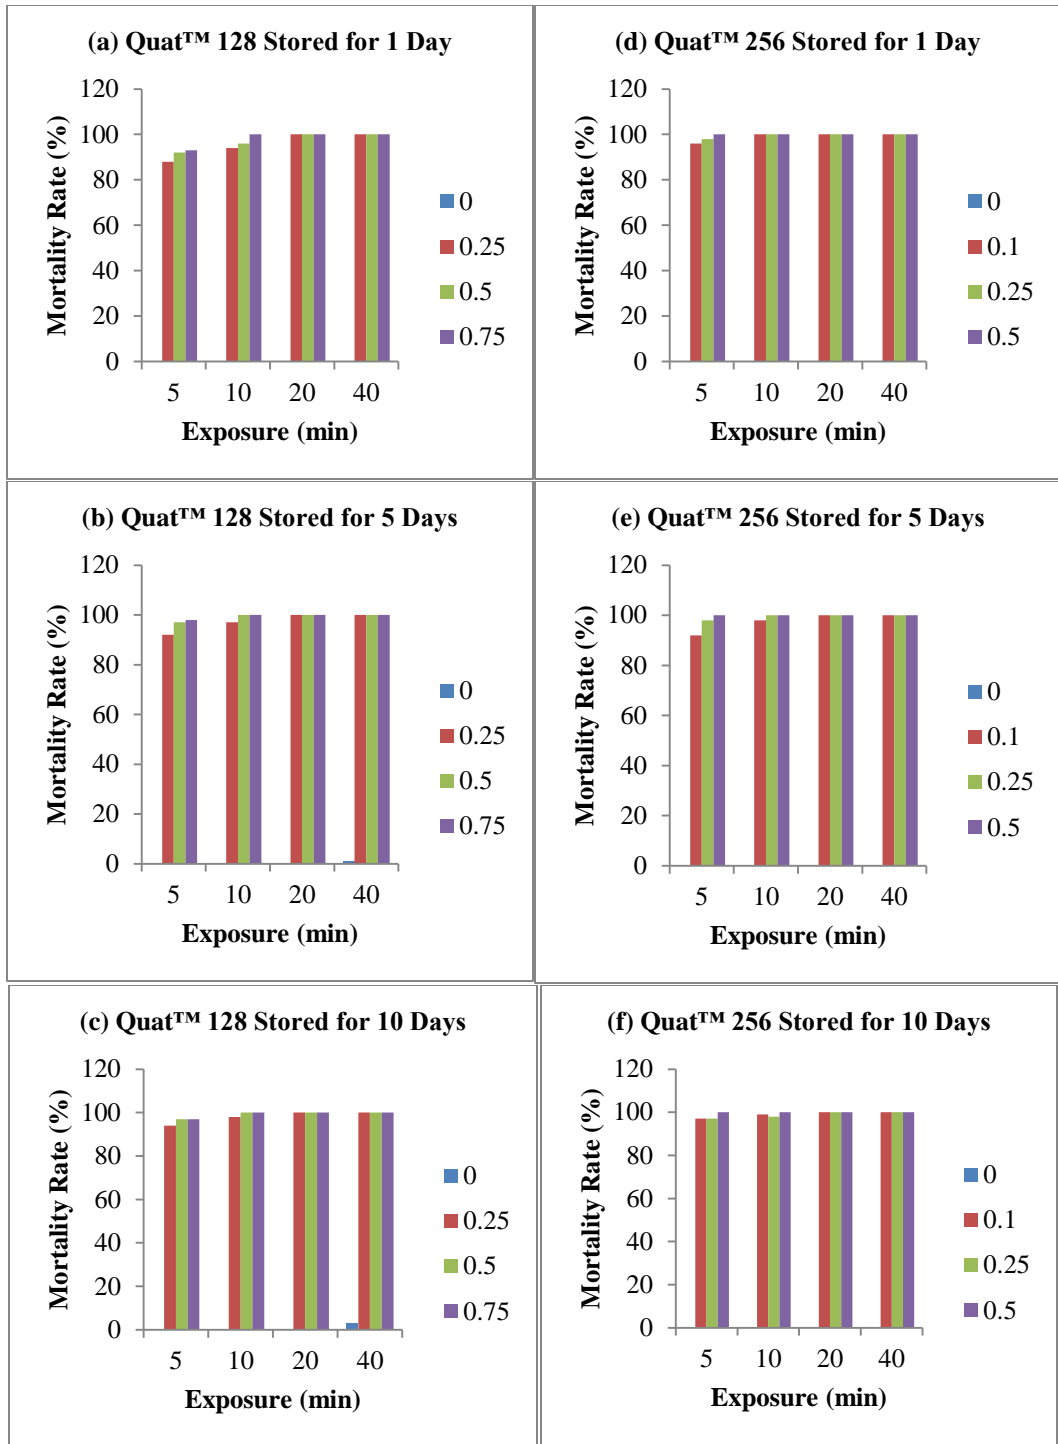 (a) Quat™ 128 Stored for 1 Day
Mortality Rate (%)
120
100
80
60
40
20
0
5 10 20 40
Exposure (min)
0
0.25
0.5
0.75
(d) Quat™ 256 Stored for 1 Day
Mortality Rate (%)
120
100
80
60
40
20
0
5 10 20 40
Exposure (min)
0
0.1
0.25
0.5
(b) Quat™ 128 Stored for 5 Days
Mortality Rate (%)
120
100
80
60
40
20
0
5 10 20 40
Exposure (min)
0
0.25
0.5
0.75
(e) Quat™ 256 Stored for 5 Days
Mortality Rate (%)
120
100
80
60
40
20
0
5 10 20 40
Exposure (min)
0
0.1
0.25
0.5
(c) Quat™ 128 Stored for 10 Days
Mortality Rate (%)
120
100
80
60
40
20
0
5 10 20 40
Exposure (min)
0
0.25
0.5
0.75
(f) Quat™ 256 Stored for 10 Days
Mortality Rate (%)
120
100
80
60
40
20
0
5 10 20 40
Exposure (min)
0
0.1
0.25
0.5